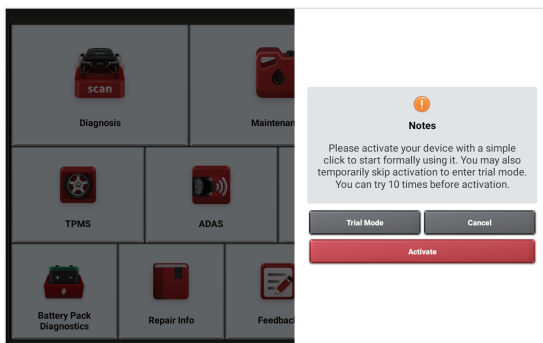 scan
Diagnosis
Maintenan
TPMS
ADAS
Battery Pack
Diagnostics
Repair Info
Feedbac
Notes
Please activate your device with a simple
click to start formally using it. You may also
temporarily skip activation to enter trial mode.
You can try 10 times before activation.
Trial Mode
Cancel
Activate